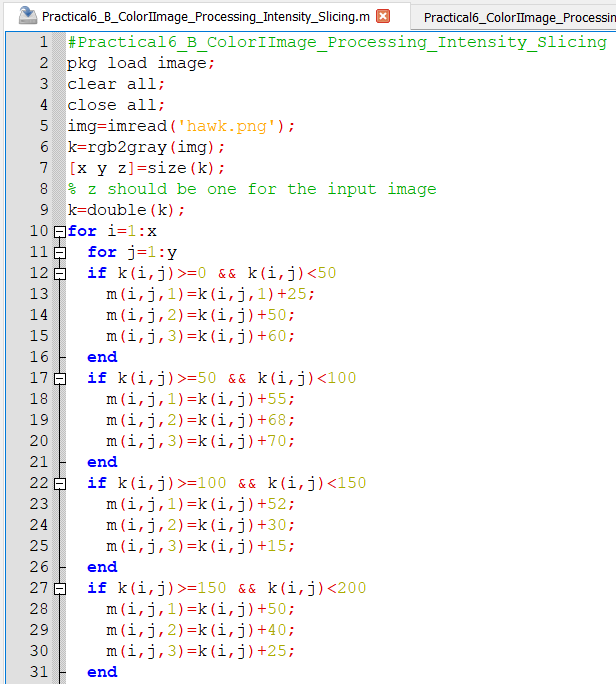 Practical6_B_ColorIImage_Processing_Intensity_Slicing.m Practical6_ColorIImage_Processin
1 #Practical6_B_ColorIImage_Processing_Intensity_Slicing
2 pkg load image;
3 clear all;
4 close all;
5 img=imread('hawk.png');
6 k=rgb2gray(img);
7 [x y z]=size(k);
8 % z should be one for the input image
9 k=double(k);
10 for i=1:x
11   for j=1:y
12   if k(i,j)>=0 && k(i,j)<50
13     m(i,j,1)=k(i,j,1)+25;
14     m(i,j,2)=k(i,j)+50;
15     m(i,j,3)=k(i,j)+60;
16   end
17   if k(i,j)>=50 && k(i,j)<100
18     m(i,j,1)=k(i,j)+55;
19     m(i,j,2)=k(i,j)+68;
20     m(i,j,3)=k(i,j)+70;
21   end
22   if k(i,j)>=100 && k(i,j)<150
23     m(i,j,1)=k(i,j)+52;
24     m(i,j,2)=k(i,j)+30;
25     m(i,j,3)=k(i,j)+15;
26   end
27   if k(i,j)>=150 && k(i,j)<200
28     m(i,j,1)=k(i,j)+50;
29     m(i,j,2)=k(i,j)+40;
30     m(i,j,3)=k(i,j)+25;
31   end